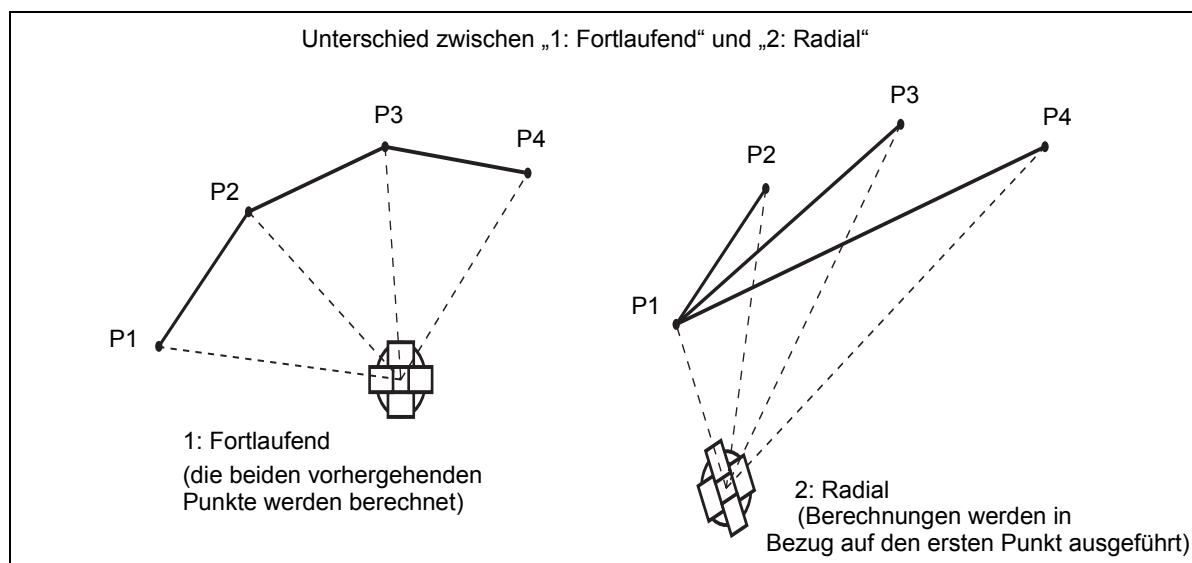 Unterschied zwischen „1: Fortlaufend“ und „2: Radial“
P1
P2
P3
P4
1: Fortlaufend
(die beiden vorhergehenden
Punkte werden berechnet)
P1
P2
P3
P4
2: Radial
(Berechnungen werden in
Bezug auf den ersten Punkt ausgeführt)